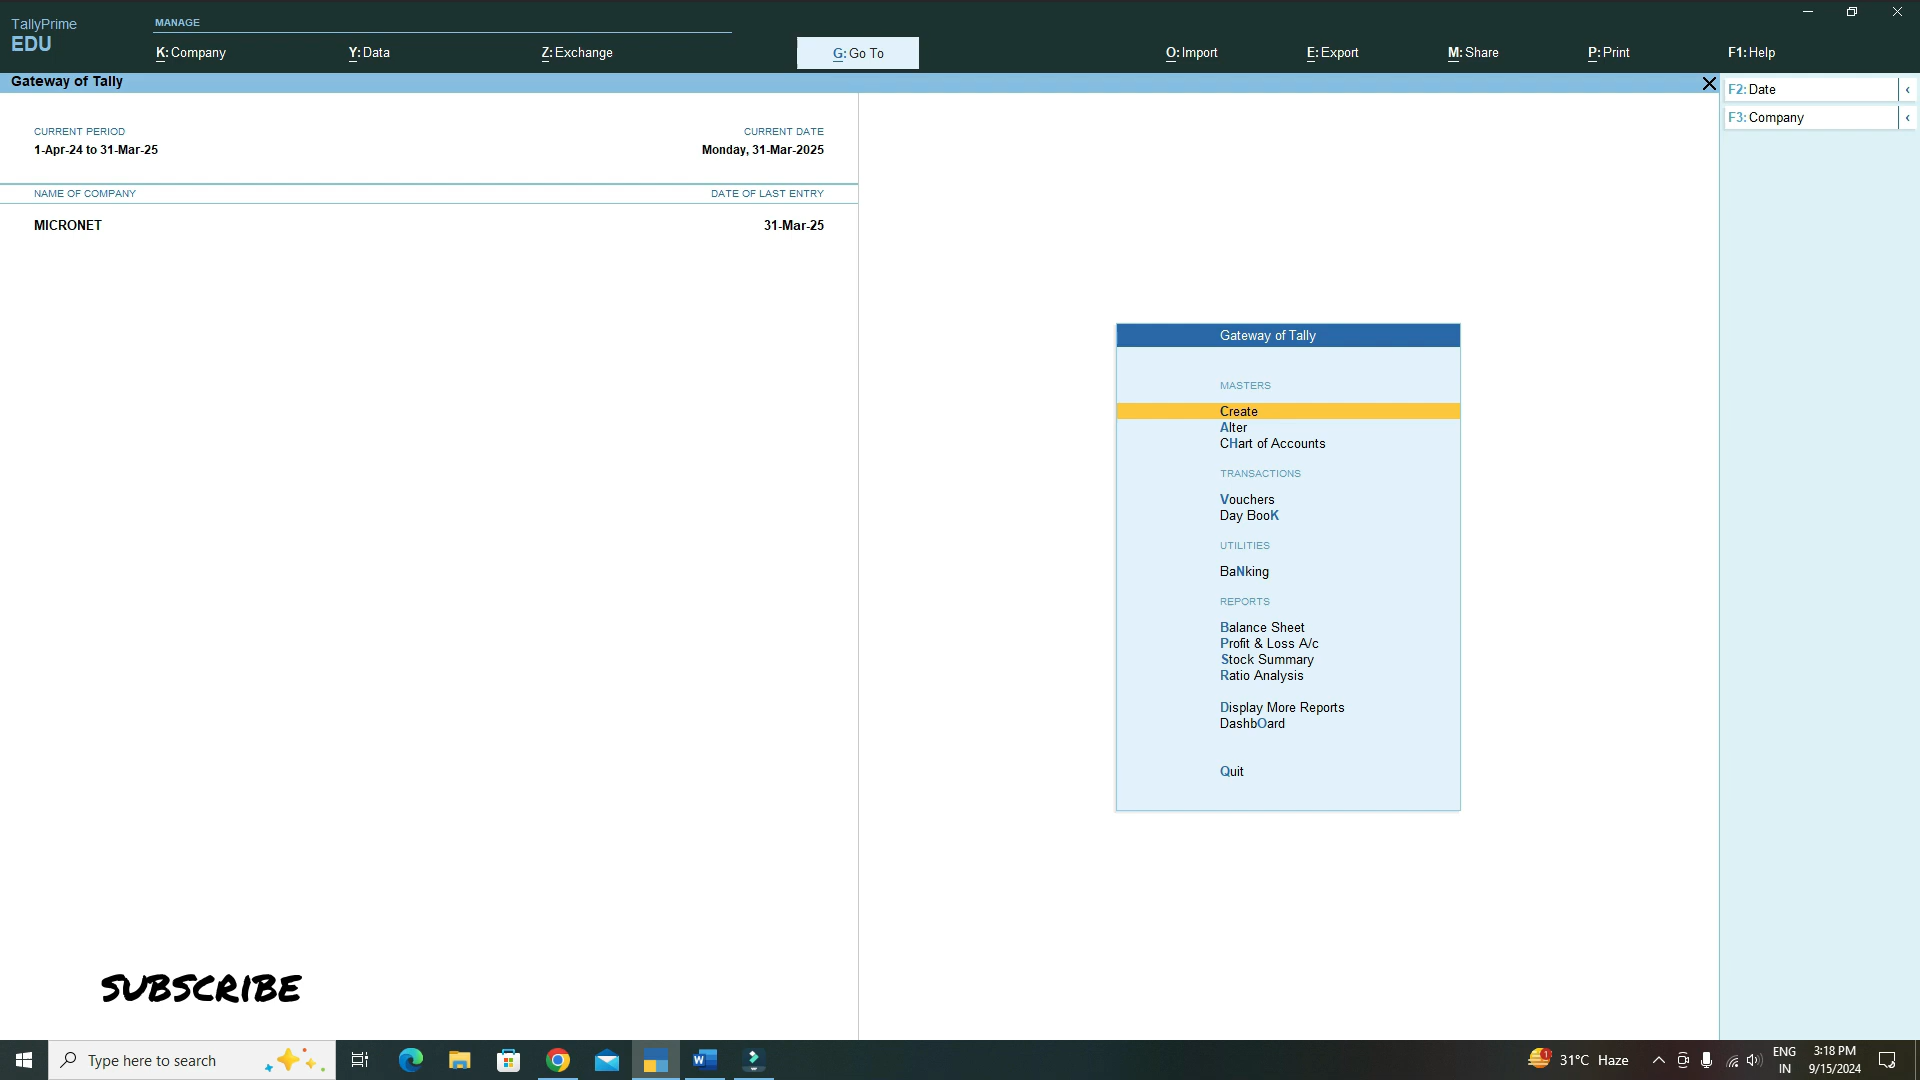 TallyPrime
EDU
MANAGE
K: Company
Y: Data
Z: Exchange
G: Go To
O: Import
E: Export
M: Share
P: Print
F1: Help
Gateway of Tally
F2: Date
F3: Company
CURRENT PERIOD
CURRENT DATE
1-Apr-24 to 31-Mar-25
Monday, 31-Mar-2025
NAME OF COMPANY
DATE OF LAST ENTRY
MICRONET
31-Mar-25
Gateway of Tally
MASTERS
Create
Alter
CHart of Accounts
TRANSACTIONS
Vouchers
Day BooK
UTILITIES
BaNking
REPORTS
Balance Sheet
Profit & Loss A/c
Stock Summary
Ratio Analysis
Display More Reports
DashbOard
Quit
SUBSCRIBE
Type here to search
1
31°C Haze
ENG
IN
3:18 PM
9/15/2024